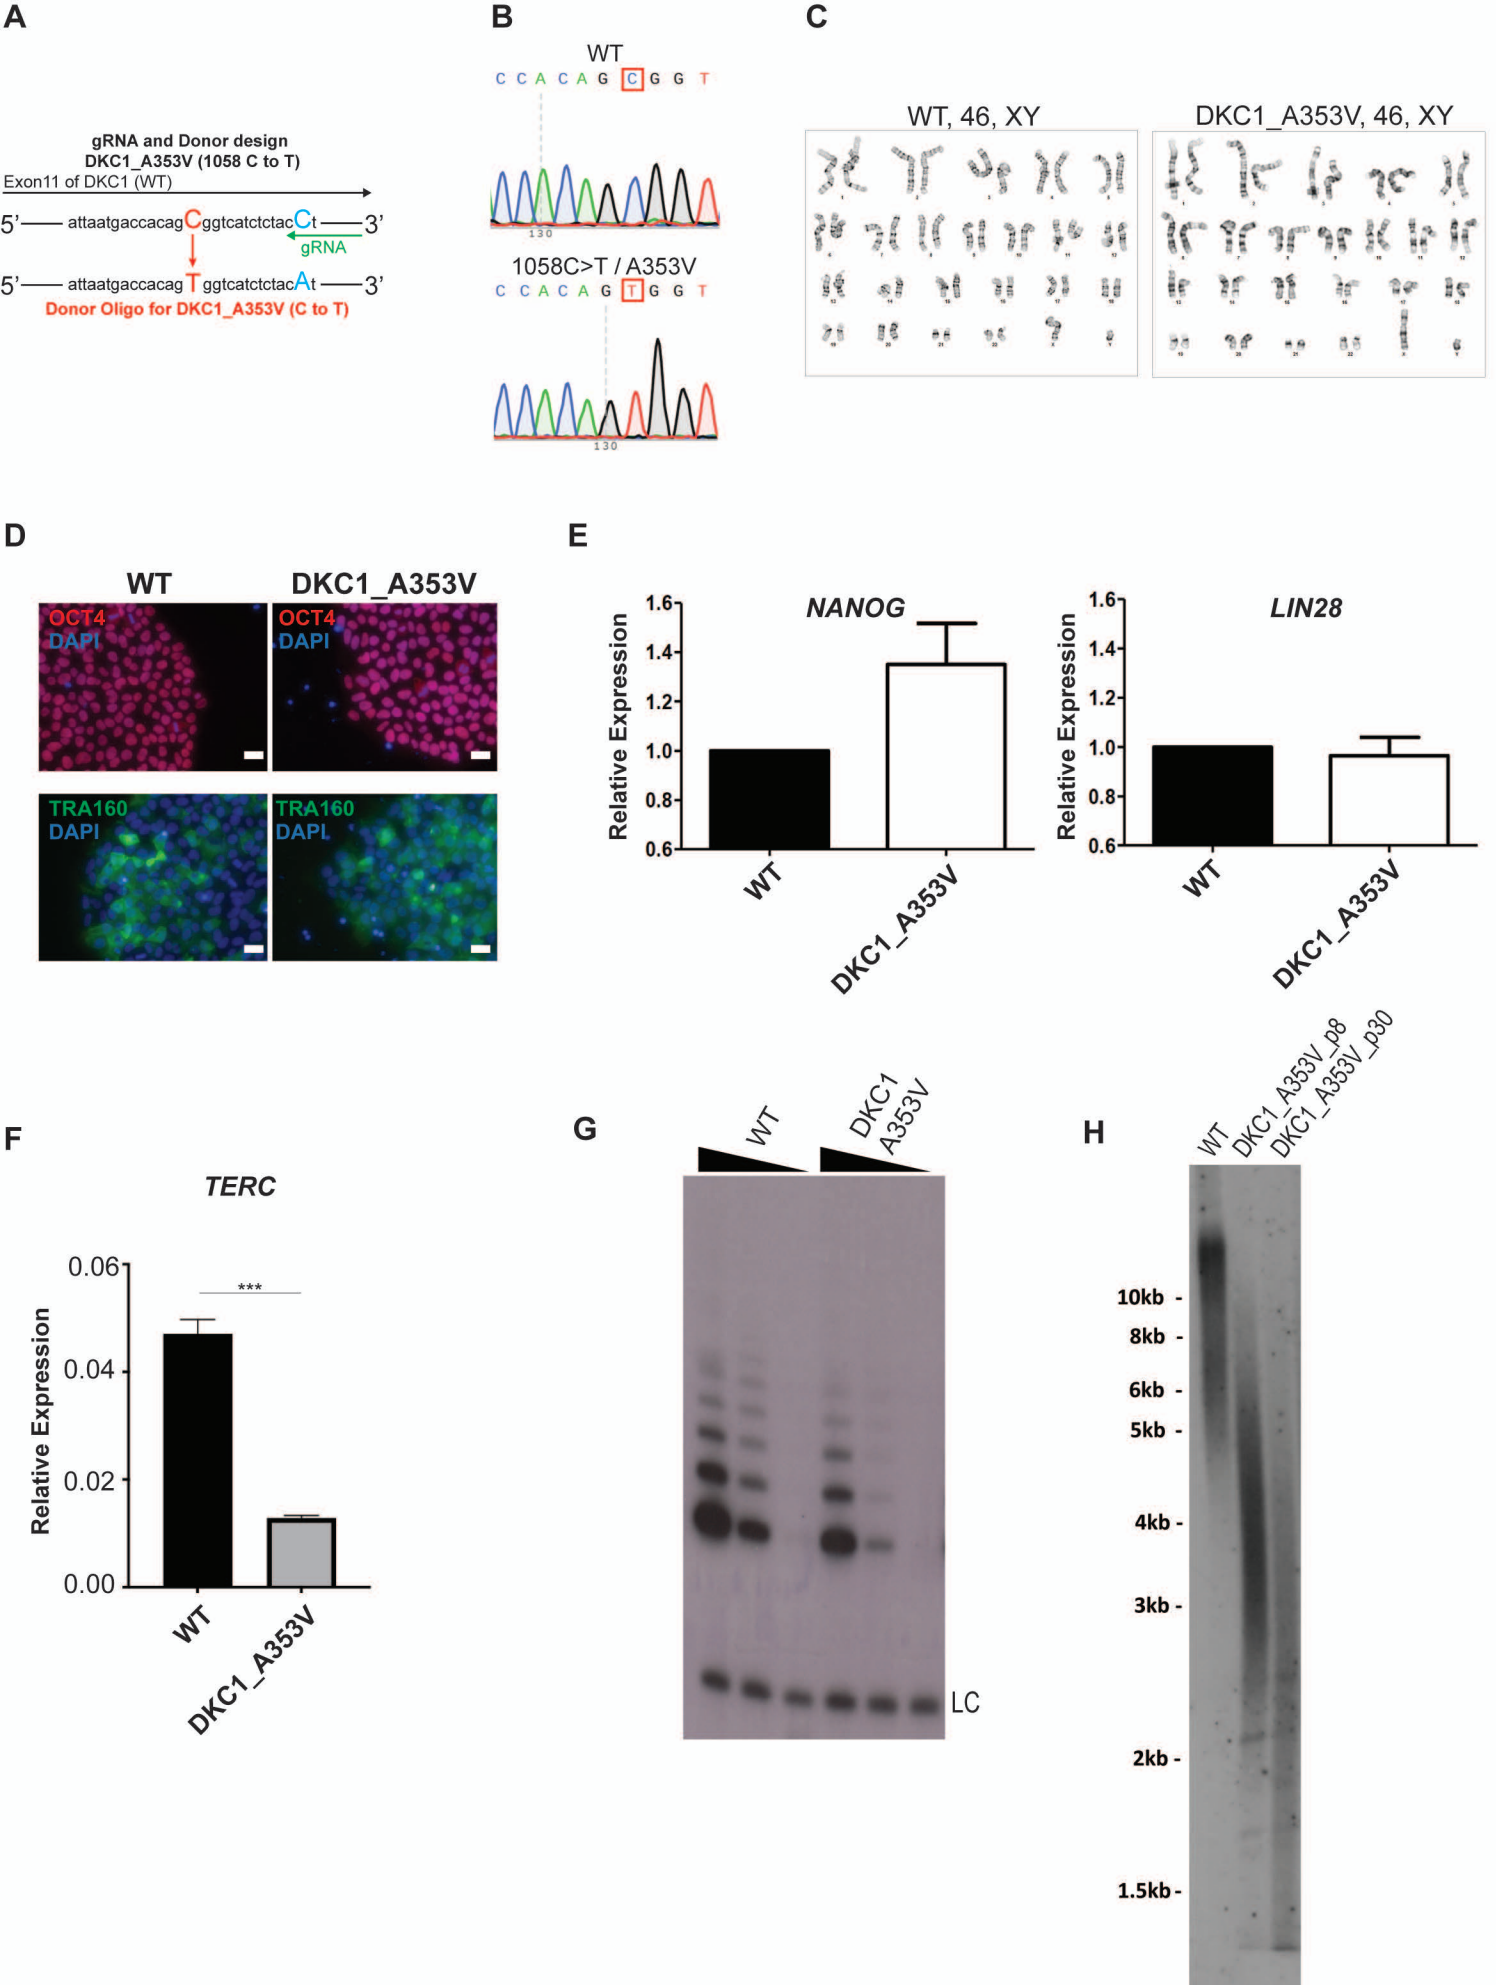 A
gRNA and Donor design
DKC1_A353V (1058 C to T)
Exon11 of DKC1 (WT)
5’ attaatgaccacagCggtcatctctacCt 3’
gRNA
5’ attaatgaccacagTggtcatctctacAt 3’
Donor Oligo for DKC1_A353V (C to T)
B
WT
C C A C A G C G G T
130
1058C>T / A353V
C C A C A G T G G T
130
C
WT, 46, XY
DKC1_A353V, 46, XY
D
WT
DKC1_A353V
OCT4
DAPI
OCT4
DAPI
TRA160
DAPI
TRA160
DAPI
E
NANOG
Relative Expression
1.6
1.4
1.2
1.0
0.8
0.6
WT
DKC1_A353V
LIN28
Relative Expression
1.6
1.4
1.2
1.0
0.8
0.6
WT
DKC1_A353V
F
TERC
***
Relative Expression
0.06
0.04
0.02
0.00
WT
DKC1_A353V
G
WT
DKC1
A353V
LC
H
WT
DKC1_A353V_p8
DKC1_A353V_p30
10kb -
8kb -
6kb -
5kb -
4kb -
3kb -
2kb -
1.5kb -